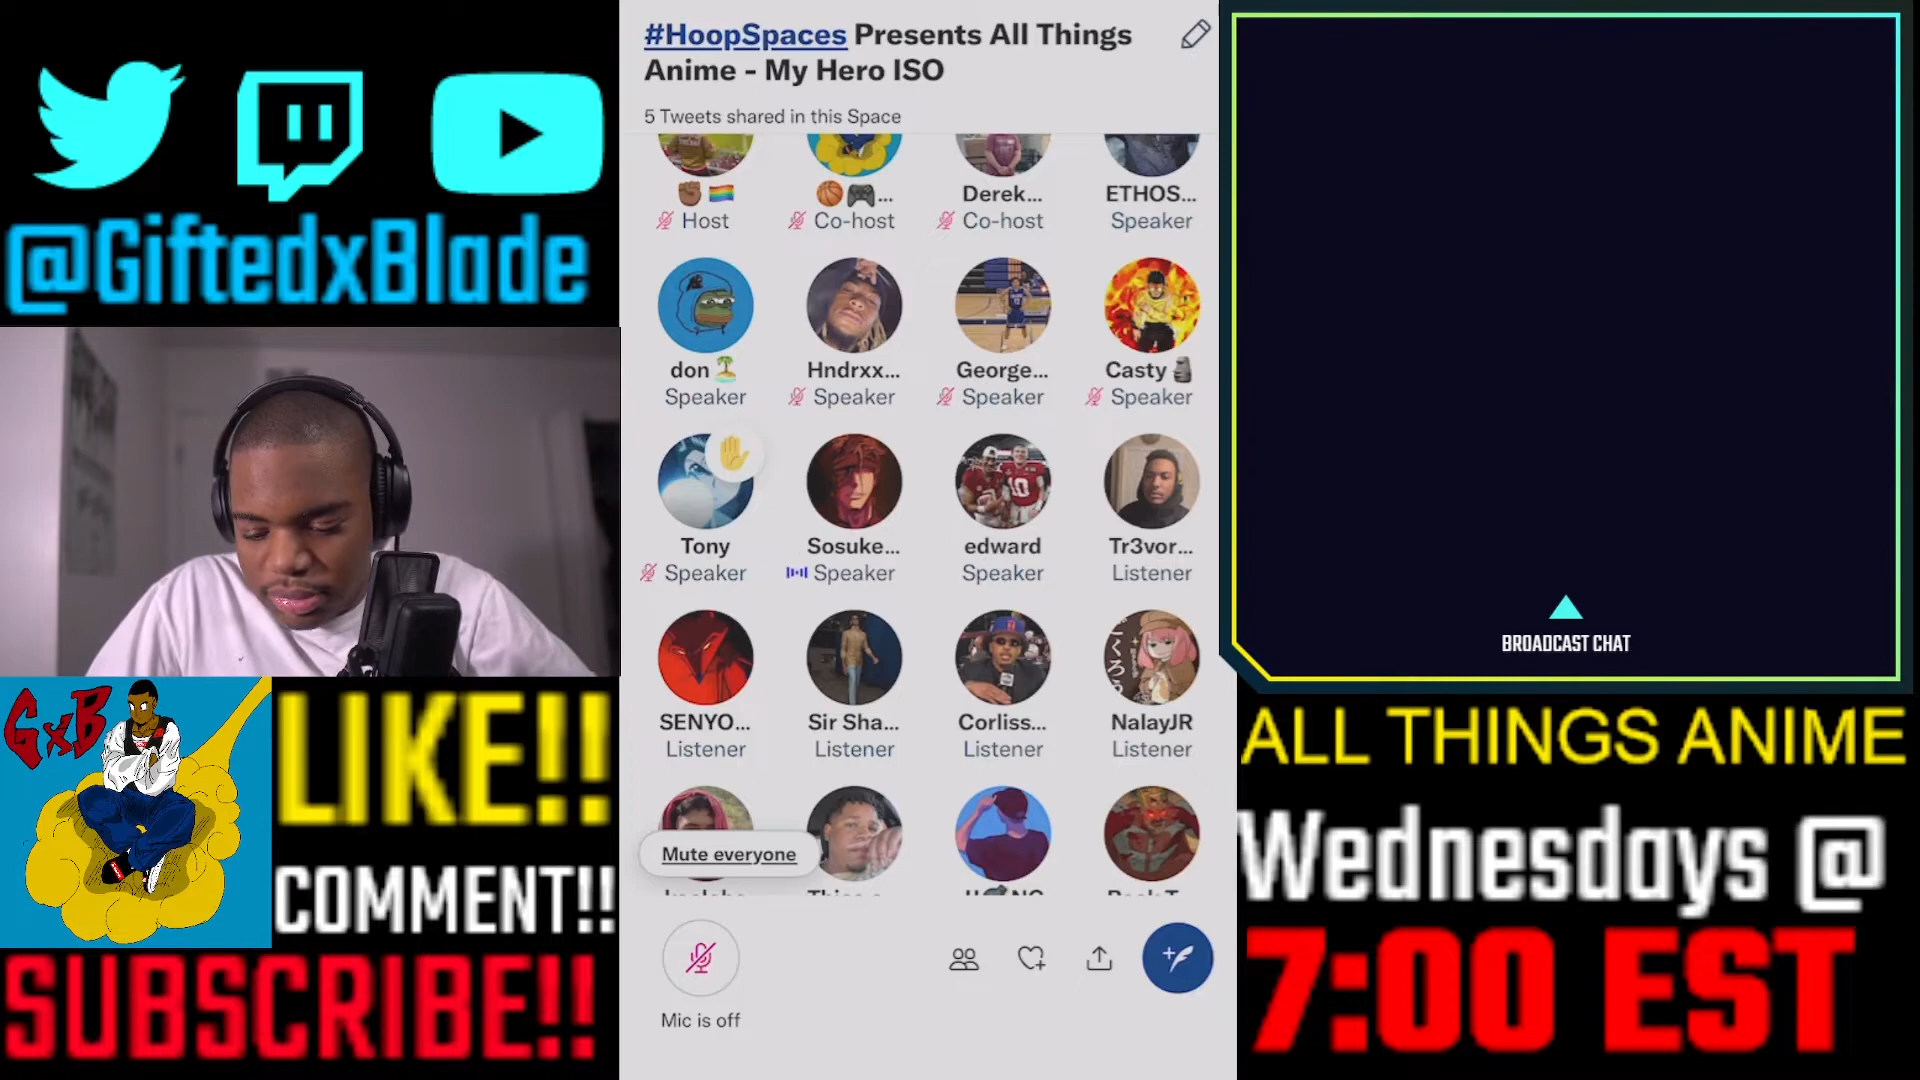 @GiftedxBlade
GxB
LIKE!!
COMMENT!!
SUBSCRIBE!!
#HoopSpaces Presents All Things
Anime - My Hero ISO
5 Tweets shared in this Space
Derek... ETHOS...
Host Co-host Co-host Speaker
don Hndrxx... George... Casty
Speaker Speaker Speaker Speaker
Tony Sosuke... edward Tr3vor...
Speaker Speaker Speaker Listener
10
SENYO... Sir Sha... Corliss... NalayJR
Listener Listener Listener Listener
Mute everyone
Mic is off
BROADCAST CHAT
ALL THINGS ANIME
Wednesdays @
7:00 EST